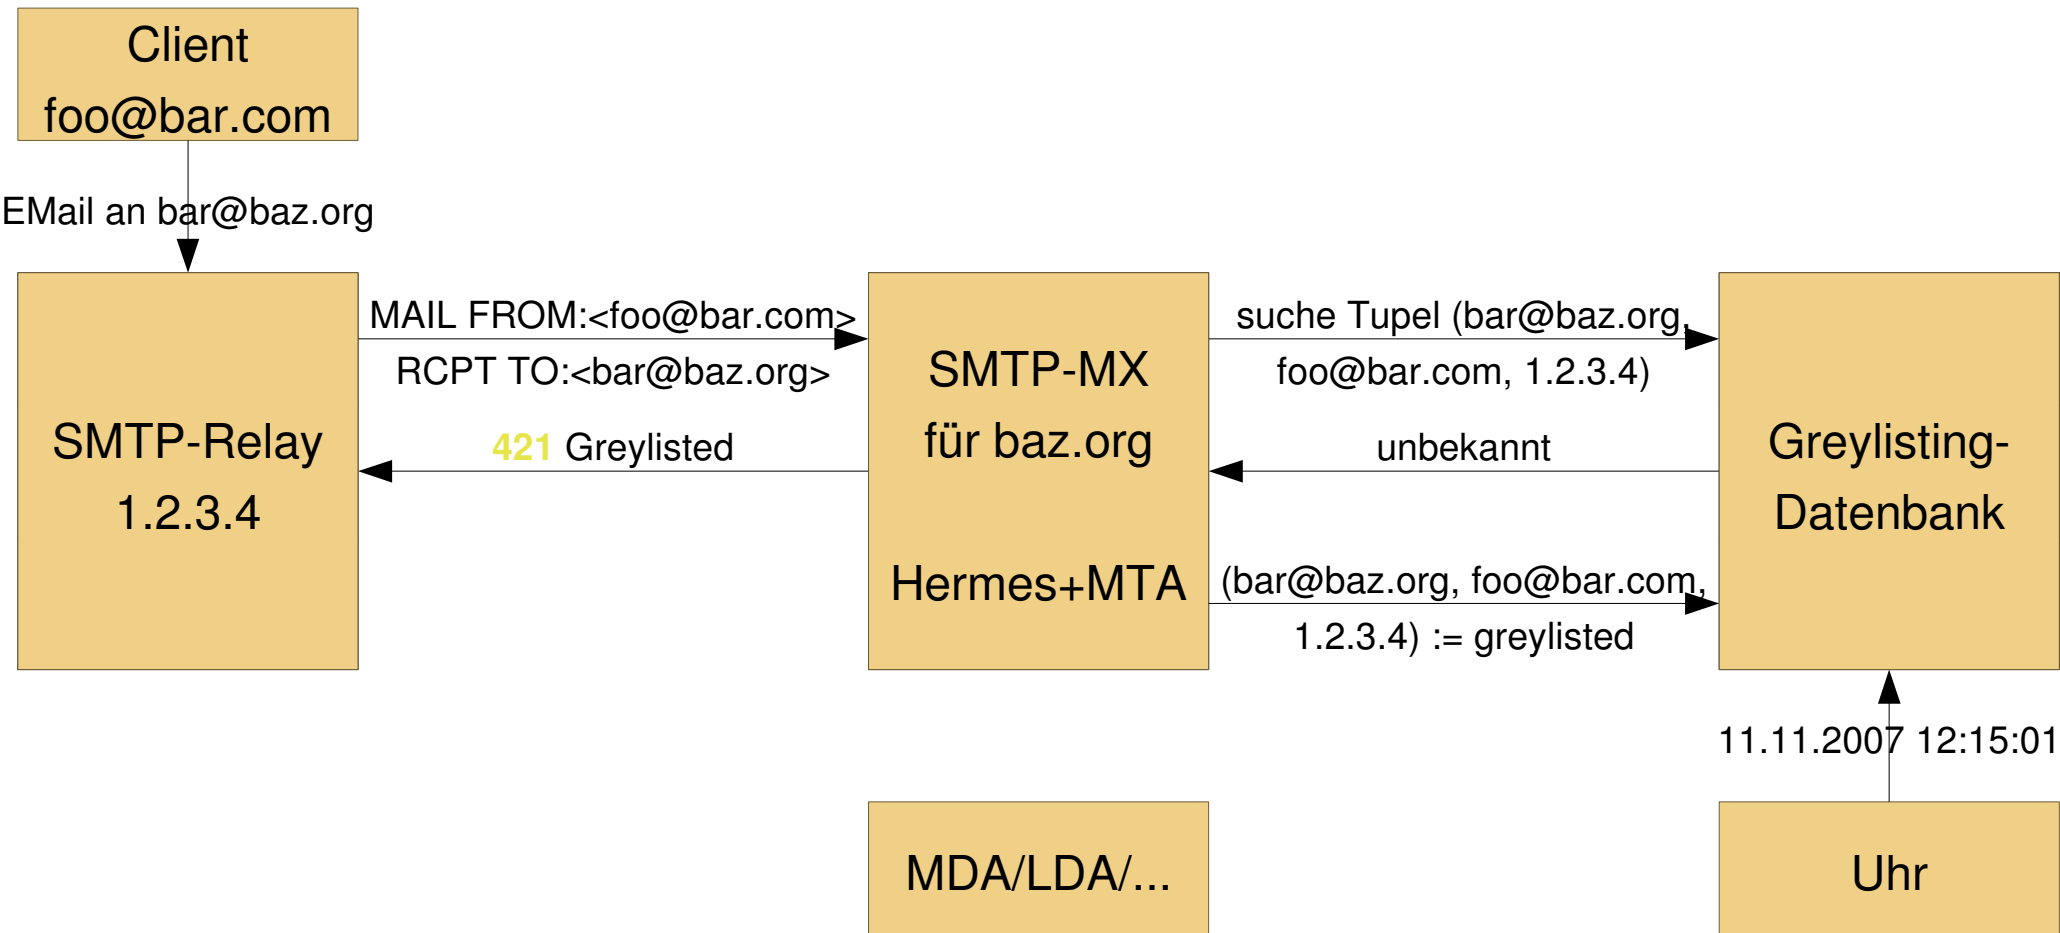 Client
foo@bar.com
EMail an bar@baz.org
SMTP-Relay
1.2.3.4
MAIL FROM:<foo@bar.com>
RCPT TO:<bar@baz.org>
421 Greylisted
SMTP-MX
für baz.org
Hermes+MTA
suche Tupel (bar@baz.org,
foo@bar.com, 1.2.3.4)
unbekannt
(bar@baz.org, foo@bar.com,
1.2.3.4) := greylisted
Greylisting-
Datenbank
11.11.2007 12:15:01
MDA/LDA/...
Uhr